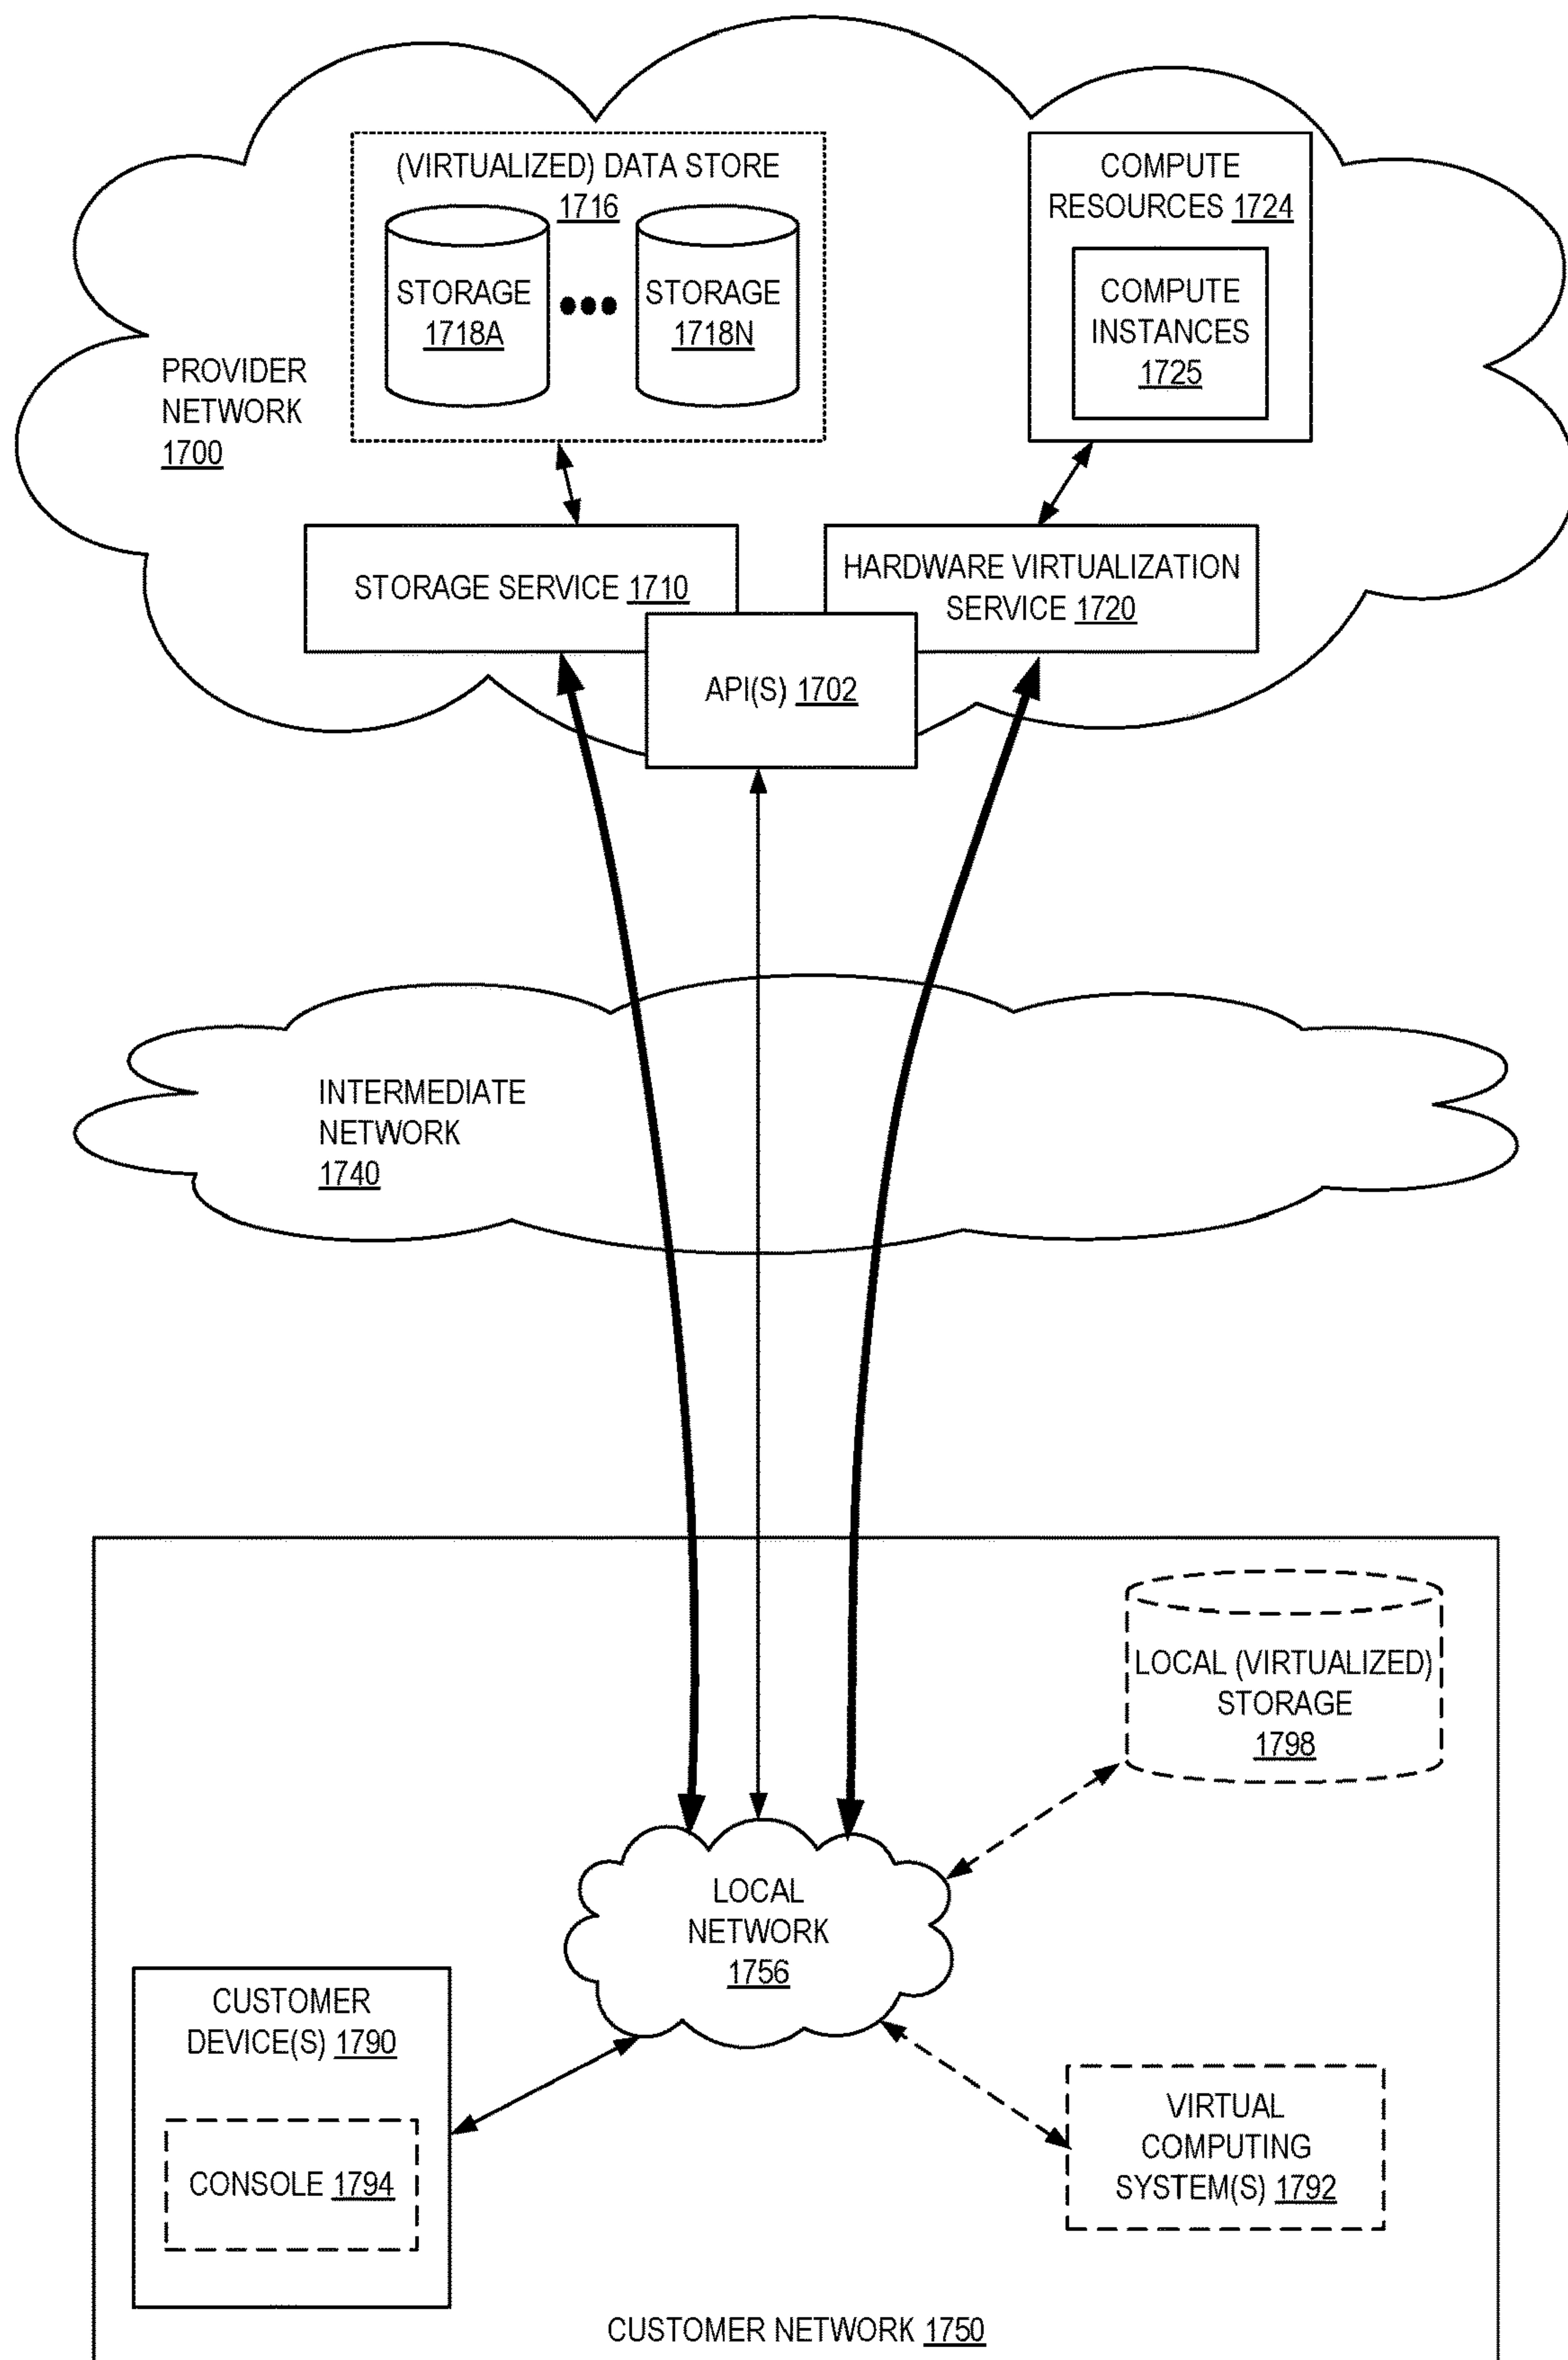 (VIRTUALIZED) DATA STORE
1716
STORAGE
1718A
STORAGE
1718N
COMPUTE
RESOURCES 1724
COMPUTE
INSTANCES
1725
PROVIDER
NETWORK
1700
STORAGE SERVICE 1710
HARDWARE VIRTUALIZATION
SERVICE 1720
API(S) 1702
INTERMEDIATE
NETWORK
1740
LOCAL (VIRTUALIZED)
STORAGE
1798
LOCAL
NETWORK
1756
CUSTOMER
DEVICE(S) 1790
CONSOLE 1794
VIRTUAL
COMPUTING
SYSTEM(S) 1792
CUSTOMER NETWORK 1750